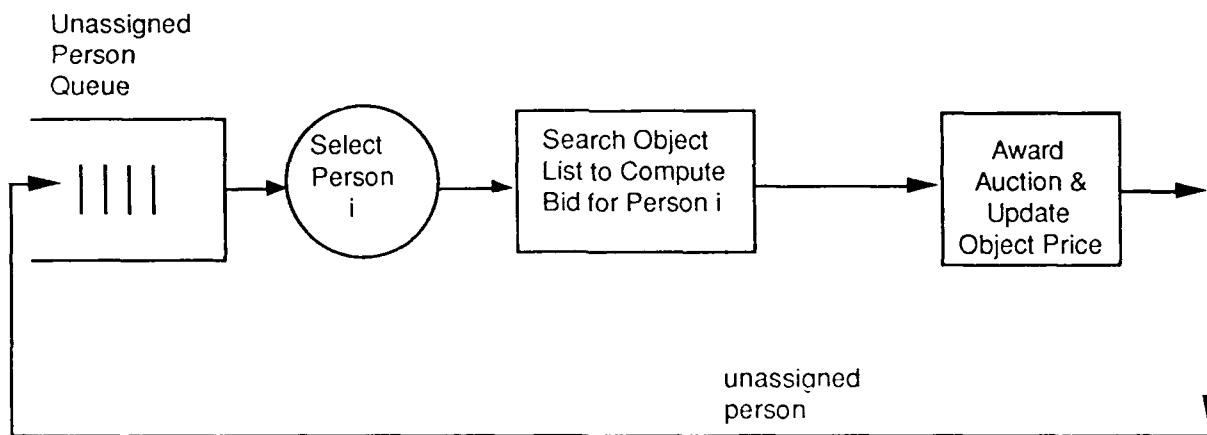 Unassigned
Person
Queue
Select
Person
i
Search Object
List to Compute
Bid for Person i
Award
Auction &
Update
Object Price
unassigned
person